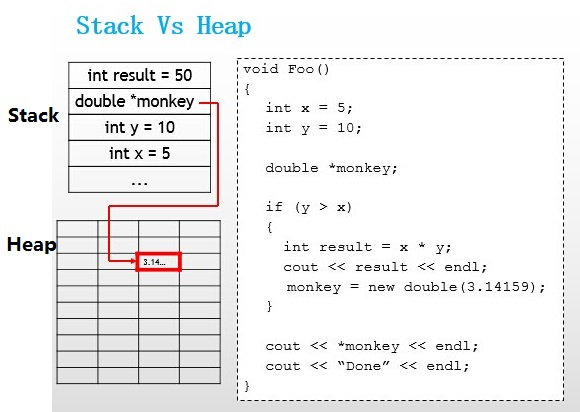 Stack Vs Heap
Stack
int result = 50
double *monkey
int y = 10
int x = 5
...
Heap
3.14...
void Foo()
{
int x = 5;
int y = 10;
double *monkey;
if (y > x)
{
int result = x * y;
cout << result << endl;
monkey = new double(3.14159);
}
cout << *monkey << endl;
cout << “Done” << endl;
}